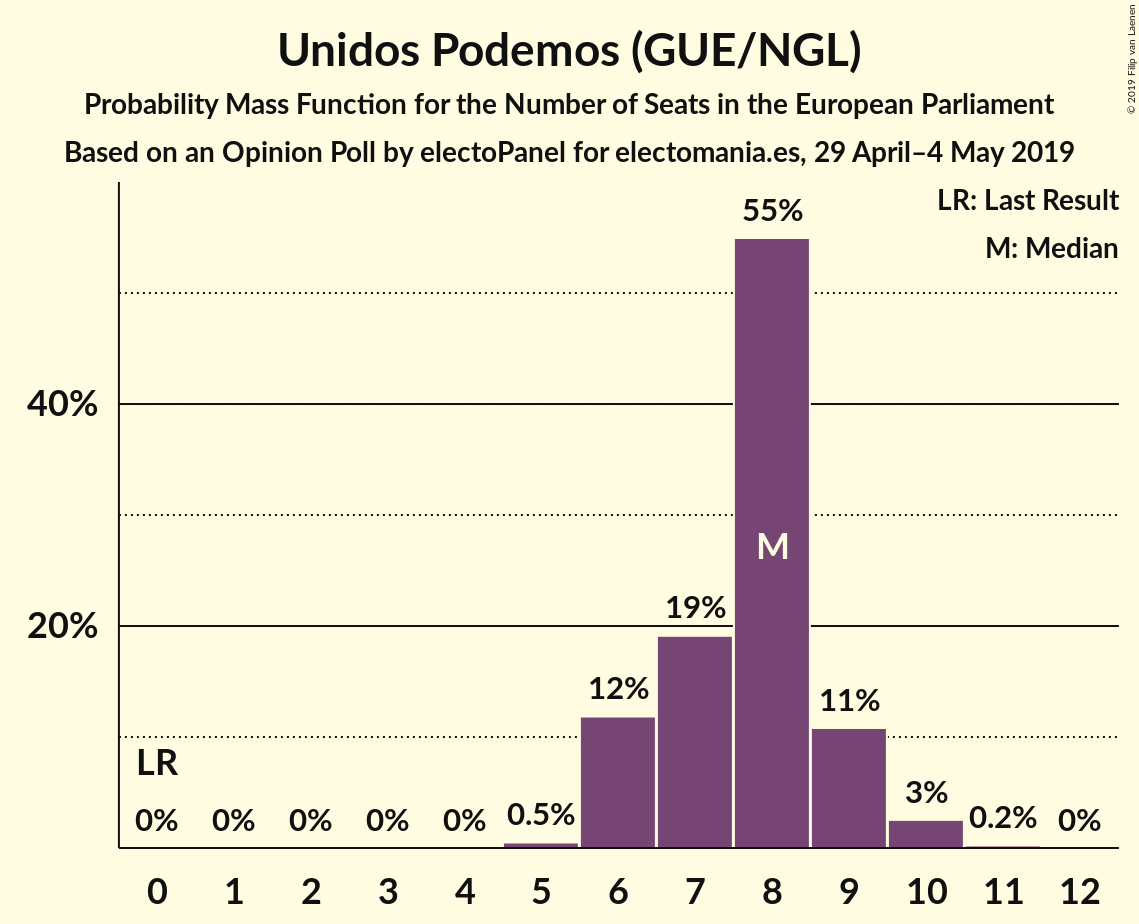 Unidos Podemos (GUE/NGL)
Probability Mass Function for the Number of Seats in the European Parliament
Based on an Opinion Poll by electoPanel for electomania.es, 29 April–4 May 2019
© 2019 Filip van Laenen
LR: Last Result
M: Median
55%
40%
M
20%
19%
12%
11%
LR
3%
0% 0% 0% 0% 0% 0.5% 0.2% 0%
0 1 2 3 4 5 6 7 8 9 10 11 12